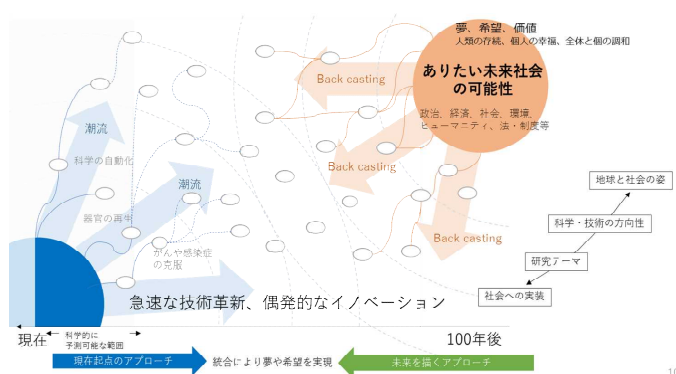 夢、希望、価値
人類の存続、個人の幸福、全体と個の調和
ありたい未来社会
の可能性
政治、経済、社会、環境、
ヒューマニティ、法・制度等
Back casting
Back casting
Back casting
潮流
科学の自動化
潮流
器官の再生
がんや感染症
の克服
地球と社会の姿
科学・技術の方向性
研究テーマ
社会への実装
急速な技術革新、偶発的なイノベーション
現在
科学的に
予測可能な範囲
100年後
現在起点のアプローチ
統合により夢や希望を実現
未来を描くアプローチ